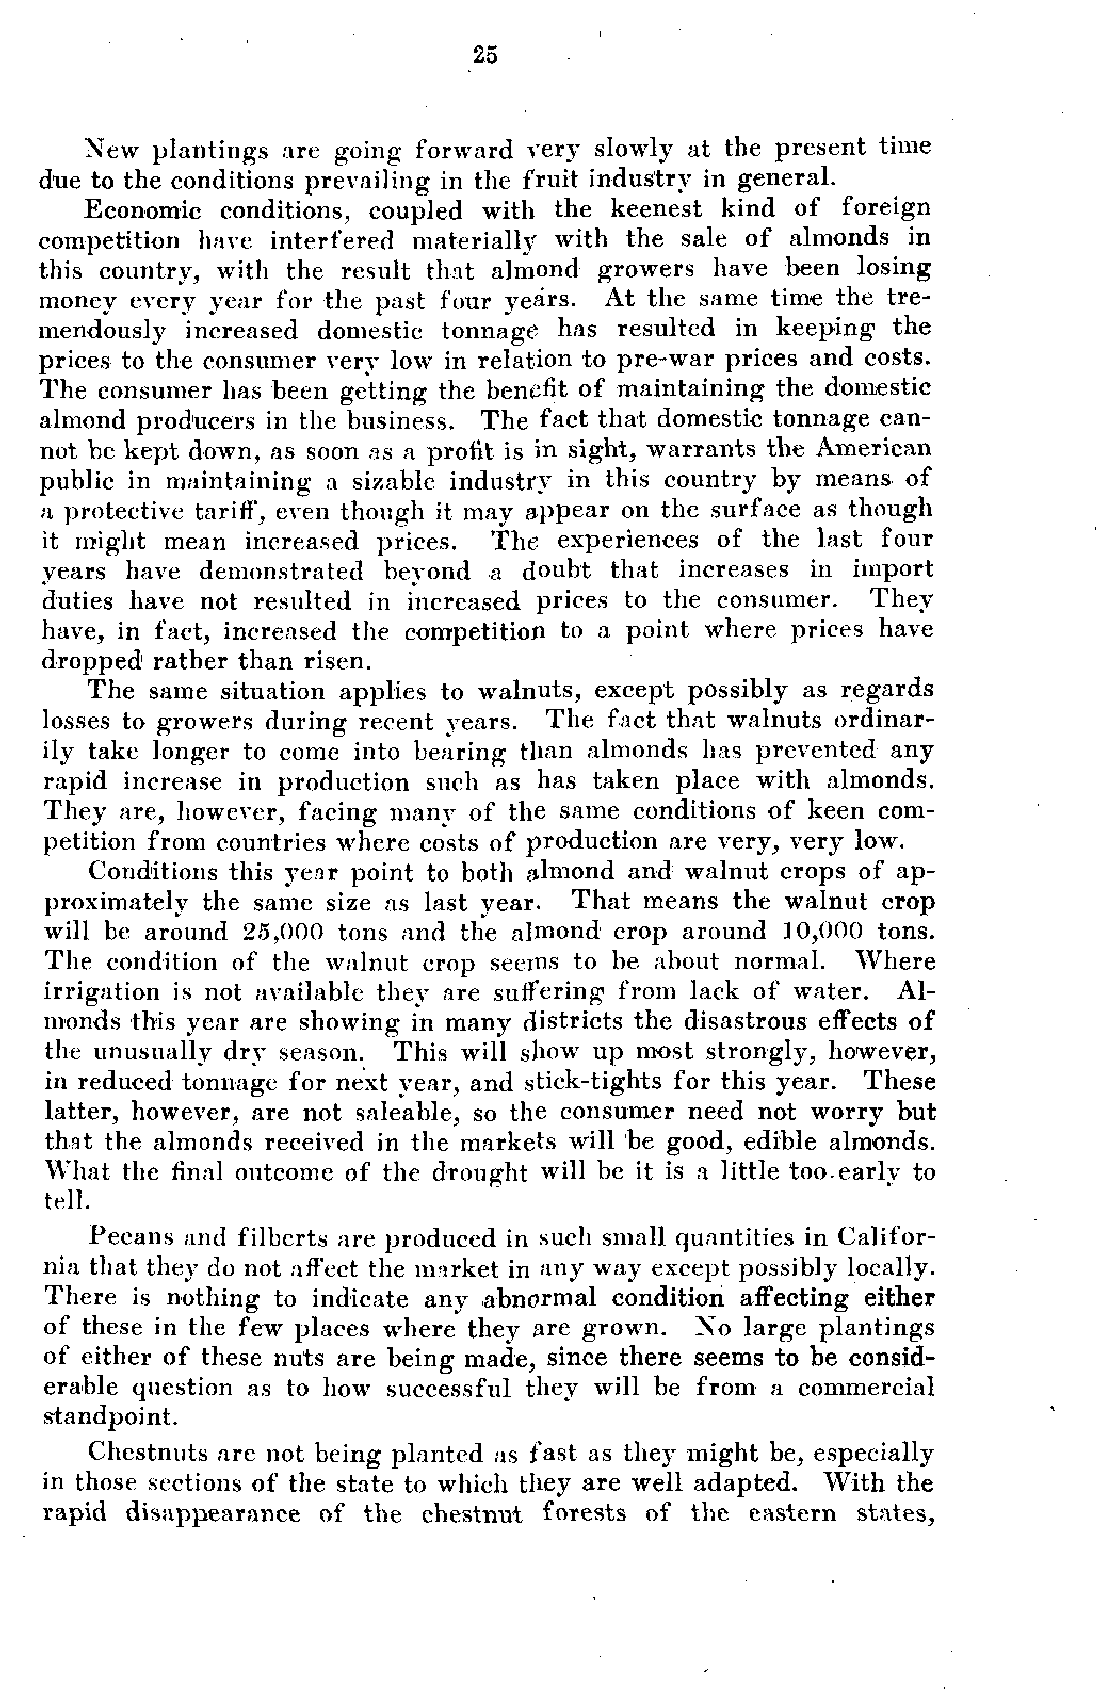 25
New plantings are going forward very slowly at the present time
due to the conditions prevailing in the fruit industry in general.
Economic conditions, coupled with the keenest kind of foreign
competition have interfered materially with the sale of almonds in
this country, with the result that almond growers have been losing
money every year for the past four years. At the same time the tre-
mendously increased domestic tonnage has resulted in keeping the
prices to the consumer very low in relation to pre-war prices and costs.
The consumer has been getting the benefit of maintaining the domestic
almond producers in the business. The fact that domestic tonnage can-
not be kept down, as soon as a profit is in sight, warrants the American
public in maintaining a sizable industry in this country by means of
a protective tariff, even though it may appear on the surface as though
it might mean increased prices. The experiences of the last four
years have demonstrated beyond a doubt that increases in import
duties have not resulted in increased prices to the consumer. They
have, in fact, increased the competition to a point where prices have
dropped rather than risen.
The same situation applies to walnuts, except possibly as regards
losses to growers during recent years. The fact that walnuts ordinar-
ily take longer to come into bearing than almonds has prevented any
rapid increase in production such as has taken place with almonds.
They are, however, facing many of the same conditions of keen com-
petition from countries where costs of production are very, very low.
Conditions this year point to both almond and walnut crops of ap-
proximately the same size as last year. That means the walnut crop
will be around 25,000 tons and the almond crop around 10,000 tons.
The condition of the walnut crop seems to be about normal. Where
irrigation is not available they are suffering from lack of water. Al-
monds this year are showing in many districts the disastrous effects of
the unusually dry season. This will show up most strongly, however,
in reduced tonnage for next year, and stick-tights for this year. These
latter, however, are not saleable, so the consumer need not worry but
that the almonds received in the markets will be good, edible almonds.
What the final outcome of the drought will be it is a little too early to
tell.
Pecans and filberts are produced in such small quantities in Califor-
nia that they do not affect the market in any way except possibly locally.
There is nothing to indicate any abnormal condition affecting either
of these in the few places where they are grown. No large plantings
of either of these nuts are being made, since there seems to be consid-
erable question as to how successful they will be from a commercial
standpoint.
Chestnuts are not being planted as fast as they might be, especially
in those sections of the state to which they are well adapted. With the
rapid disappearance of the chestnut forests of the eastern states,